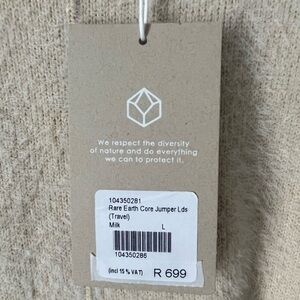 We respect the diversity
of nature and do everything
we can to protect it.
104350281
Rare Earth Core Jumper Lds
(Travel)
Milk L
104350286
(incl 15 % VAT) R 699